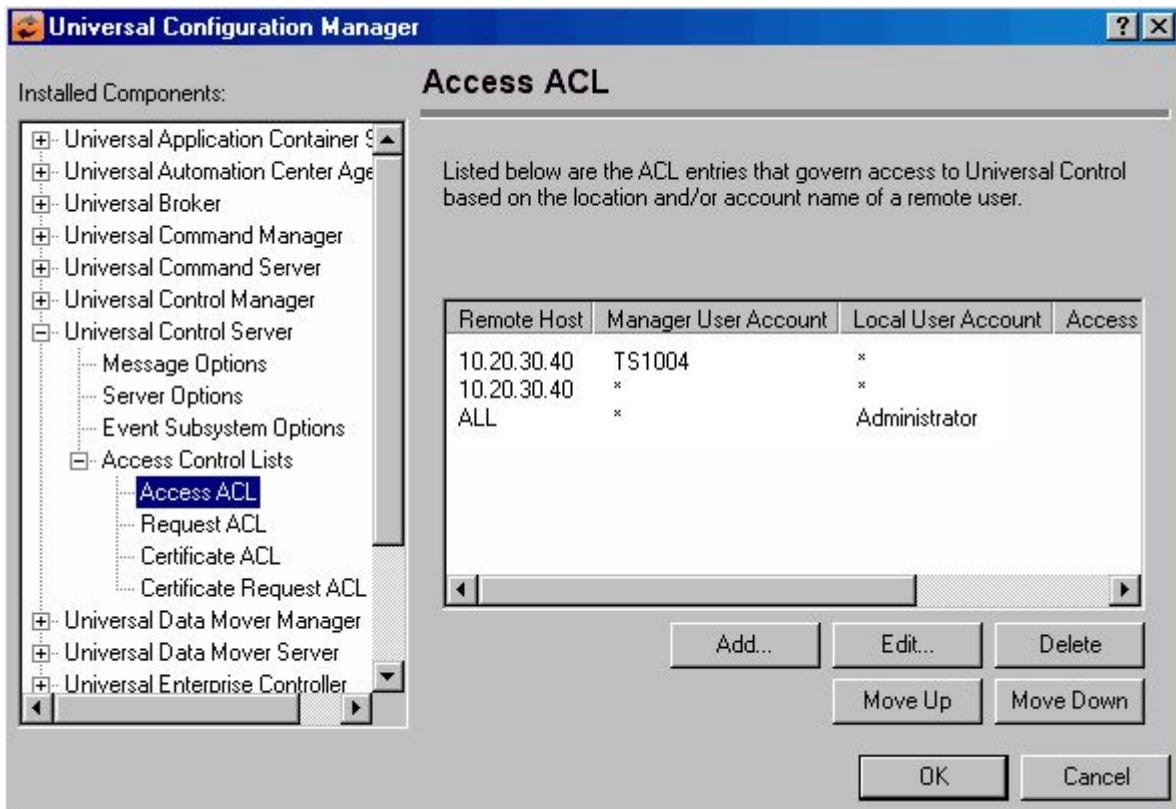 Universal Configuration Manager
Installed Components:
Universal Application Container S
Universal Automation Center Age
Universal Broker
Universal Command Manager
Universal Command Server
Universal Control Manager
Universal Control Server
Message Options
Server Options
Event Subsystem Options
Access Control Lists
Access ACL
Request ACL
Certificate ACL
Certificate Request ACL
Universal Data Mover Manager
Universal Data Mover Server
Universal Enterprise Controller
Access ACL
Listed below are the ACL entries that govern access to Universal Control
based on the location and/or account name of a remote user.
Remote Host Manager User Account Local User Account Access
10.20.30.40 TS1004 *
10.20.30.40 * *
ALL * Administrator
Add... Edit... Delete
Move Up Move Down
OK Cancel